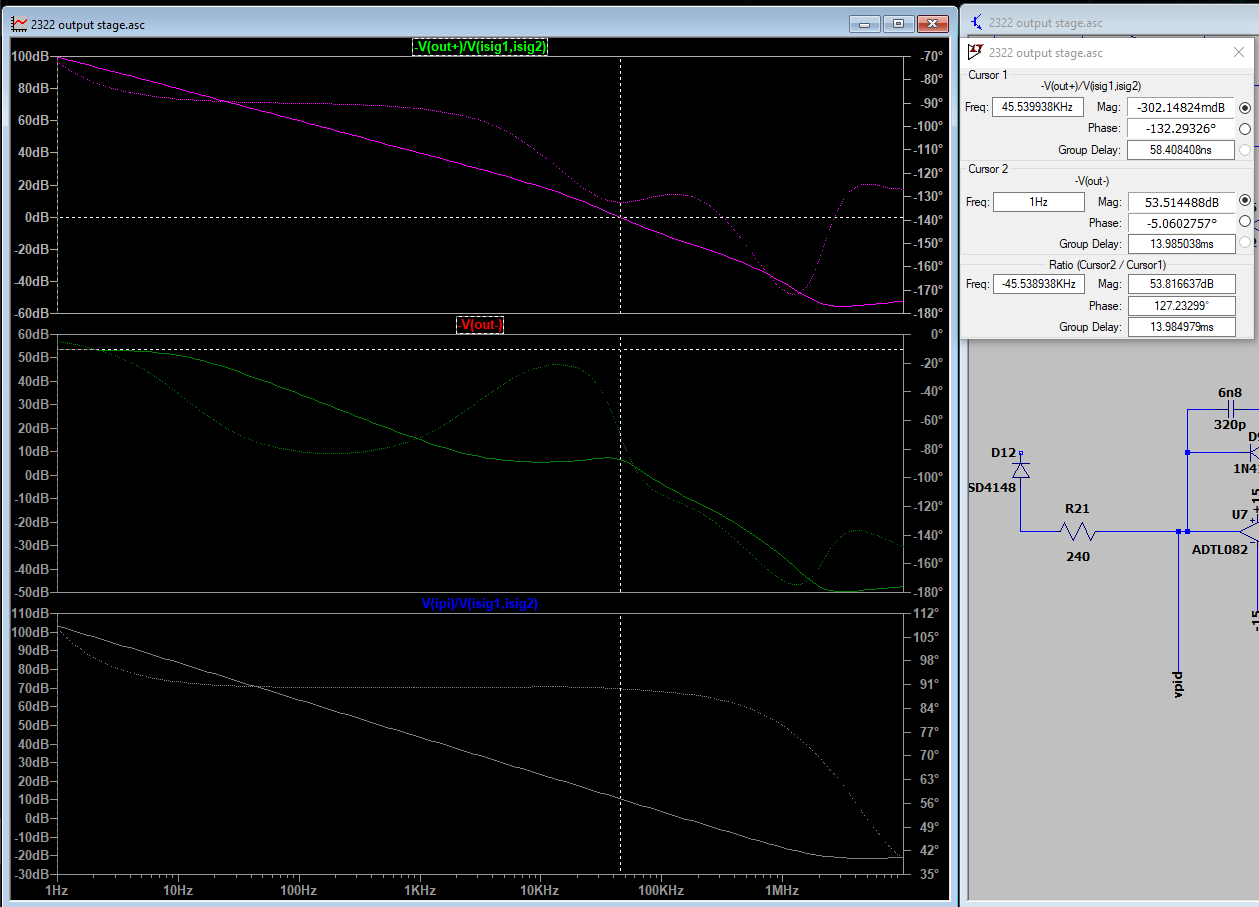 2322 output stage.asc
-V(out+)/V(isig1,isig2)
100dB
80dB
60dB
40dB
20dB
0dB
-20dB
-40dB
-60dB
-70°
-80°
-90°
-100°
-110°
-120°
-130°
-140°
-150°
-160°
-170°
-180°
-V(out-)
60dB
50dB
40dB
30dB
20dB
10dB
0dB
-10dB
-20dB
-30dB
-40dB
-50dB
0°
-20°
-40°
-60°
-80°
-100°
-120°
-140°
-160°
-180°
V(ipi)/V(isig1,isig2)
110dB
100dB
90dB
80dB
70dB
60dB
50dB
40dB
30dB
20dB
10dB
0dB
-10dB
-20dB
-30dB
112°
105°
98°
91°
84°
77°
70°
63°
56°
49°
42°
35°
1Hz 10Hz 100Hz 1KHz 10KHz 100KHz 1MHz
2322 output stage.asc
2322 output stage.asc
Cursor 1
-V(out+)/V(isig1,isig2)
Freq: 45.539938KHz Mag: -302.14824mdB
Phase: -132.29326°
Group Delay: 58.408408ns
Cursor 2
-V(out-)
Freq: 1Hz Mag: 53.514488dB
Phase: -5.0602757°
Group Delay: 13.985038ms
Ratio (Cursor2 / Cursor1)
Freq: -45.538938KHz Mag: 53.816637dB
Phase: 127.23299°
Group Delay: 13.984979ms
6n8
320p
D12
SD4148
R21
240
U7
ADTL082
+15
-15
vpid